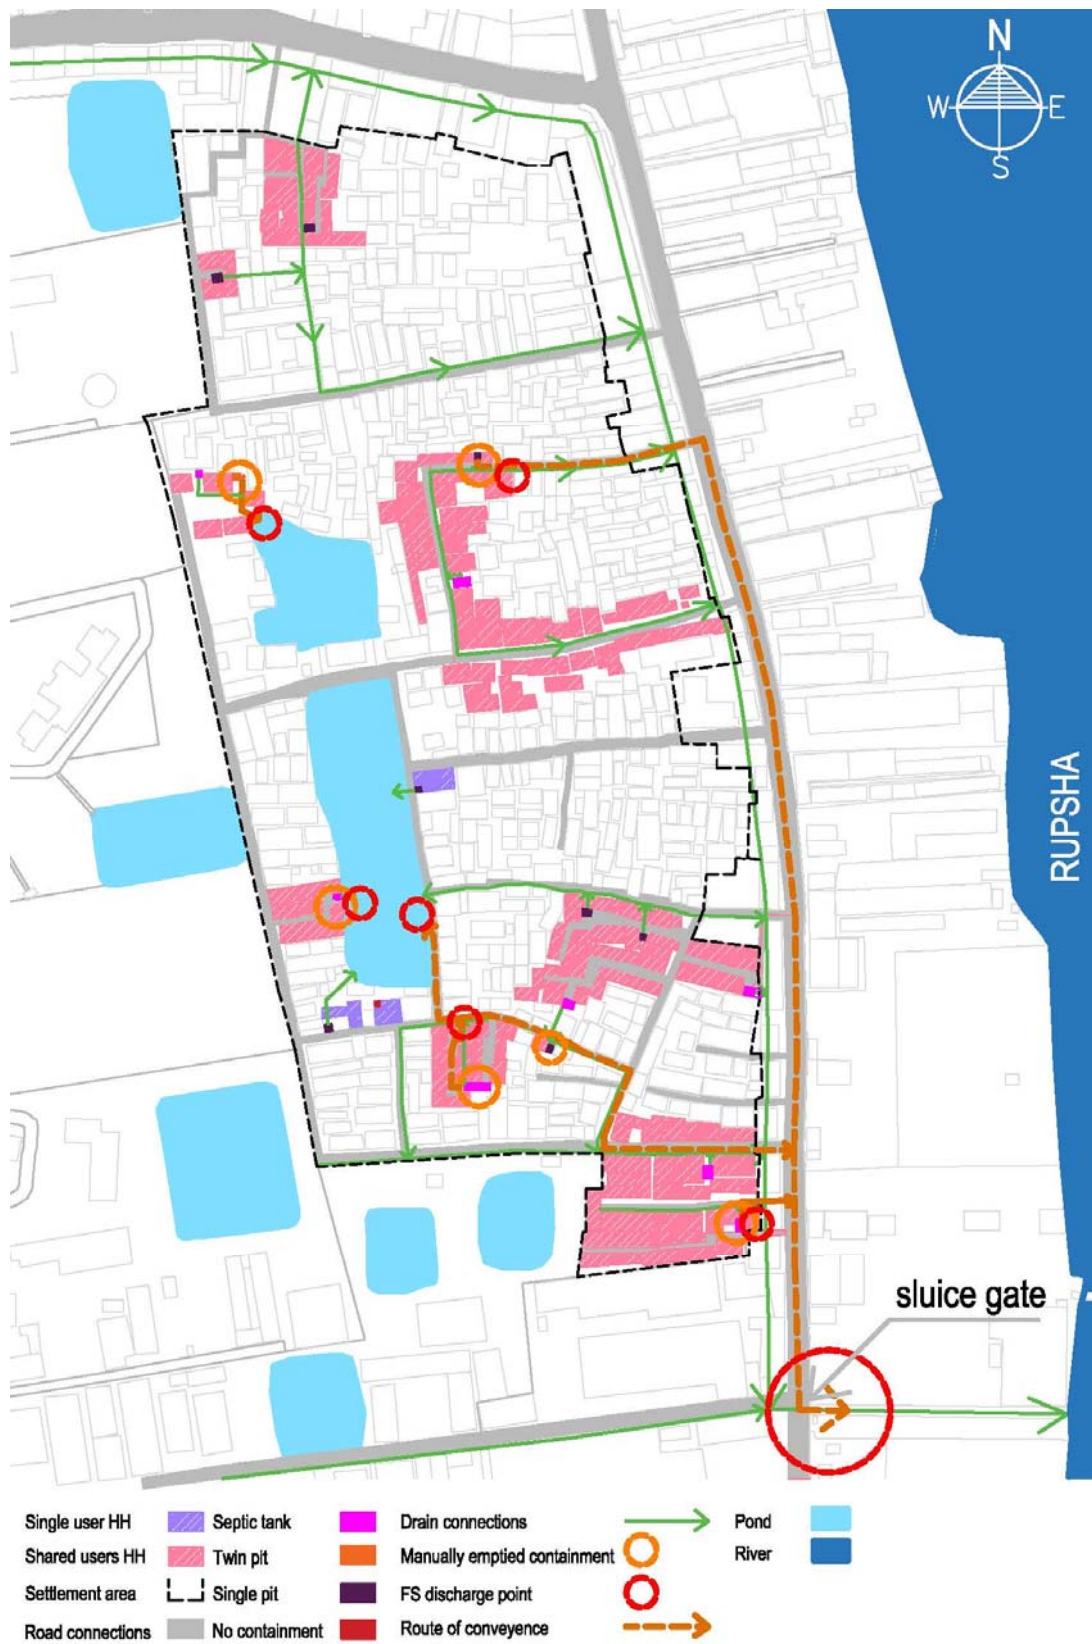 N
W E
S
RUPSHA
sluice gate
Single user HH Septic tank Drain connections Pond
Shared users HH Twin pit Manually emptied containment River
Settlement area Single pit FS discharge point
Road connections No containment Route of conveyence